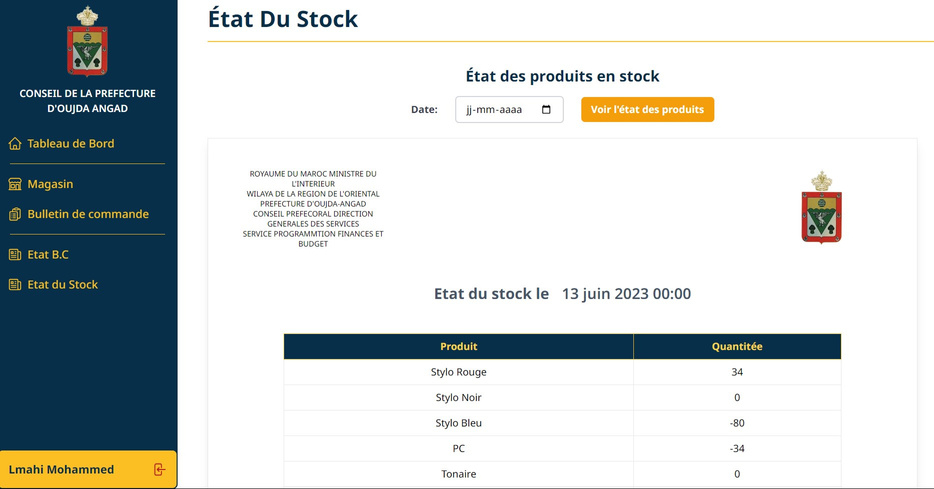 CONSEIL DE LA PREFECTURE
D'OUJDA ANGAD
Tableau de Bord
Magasin
Bulletin de commande
Etat B.C
Etat du Stock
Lmahi Mohammed
État Du Stock
État des produits en stock
Date: jj-mm-aaaa Voir l'état des produits
ROYAUME DU MAROC MINISTRE DU
L'INTERIEUR
WILAYA DE LA REGION DE L'ORIENTAL
PREFECTURE D'OUJDA-ANGAD
CONSEIL PREFECORAL DIRECTION
GENERALES DES SERVICES
SERVICE PROGRAMMTION FINANCES ET
BUDGET
Etat du stock le 13 juin 2023 00:00
Produit Quantitée
Stylo Rouge 34
Stylo Noir 0
Stylo Bleu -80
PC -34
Tonaire 0